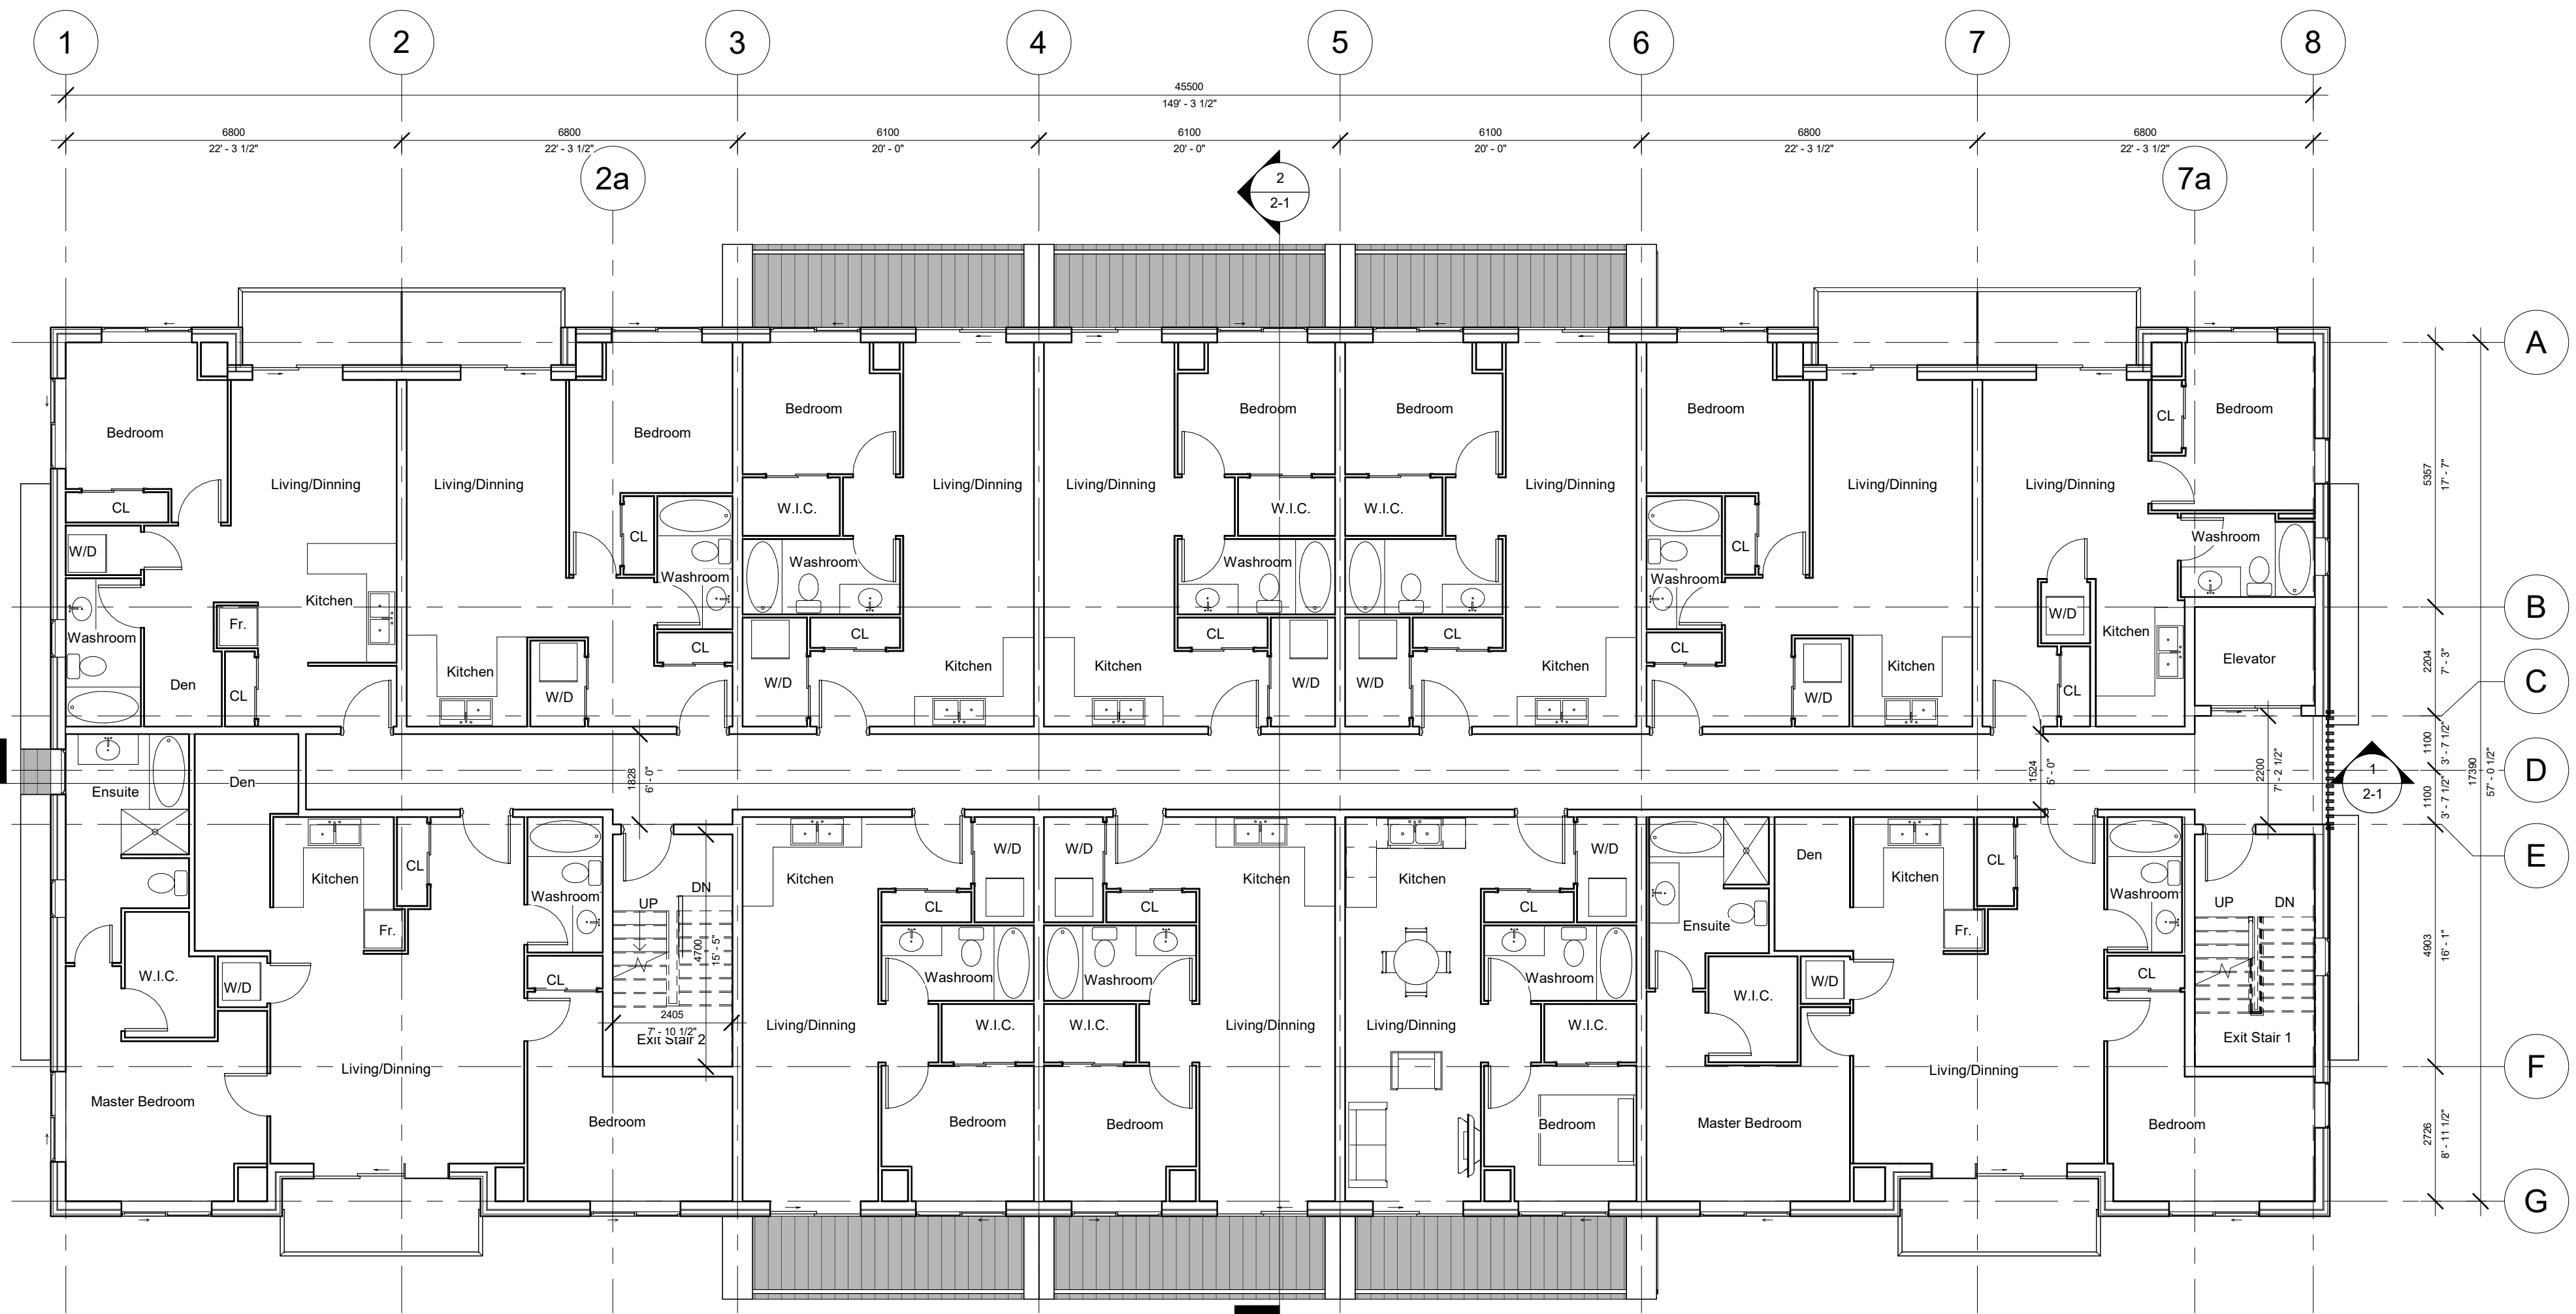 1 2 3 4 5 6 7 8
45500
149' - 3 1/2"
6800 6800 6100 6100 6100 6800 6800
22' - 3 1/2" 22' - 3 1/2" 20' - 0" 20' - 0" 20' - 0" 22' - 3 1/2" 22' - 3 1/2"
2a 7a
2
2-1
A
Bedroom Bedroom Bedroom Bedroom Bedroom
CL
Bedroom Bedroom
Living/Dinning Living/Dinning Living/Dinning Living/Dinning Living/Dinning Living/Dinning Living/Dinning
5357
17' - 7"
CL W.I.C. W.I.C. W.I.C.
CL CL Washroom
W/D
Washroom Washroom
Washroom Washroom
Kitchen B
W/D
Fr. Washroom CL CL CL CL Kitchen
CL CL
Elevator
2204
7' - 3"
Kitchen Kitchen Kitchen Kitchen Kitchen
Den W/D W/D W/D C
CL W/D W/D CL
1828
6' - 0"
1524
5' - 0"
2200
7' - 2 1/2"
1100
3' - 7 1/2"
1100
3' - 7 1/2"
17390
57' - 0 1/2"
D
1
2-1
Den
Ensuite
W/D W/D W/D Den E
CL CL
Kitchen Kitchen Kitchen Kitchen Kitchen
DN
Washroom Washroom
UP CL CL CL UP DN
Fr. Ensuite Fr.
4700
15' - 5"
4903
16' - 1"
W.I.C. Washroom Washroom Washroom CL
CL W/D
W/D W.I.C.
2405
7' - 10 1/2"
Exit Stair 2
Living/Dinning W.I.C. W.I.C. Living/Dinning Living/Dinning W.I.C. Exit Stair 1
Living/Dinning Living/Dinning F
Master Bedroom
Bedroom Bedroom Bedroom Bedroom Master Bedroom Bedroom
2726
8' - 11 1/2"
G